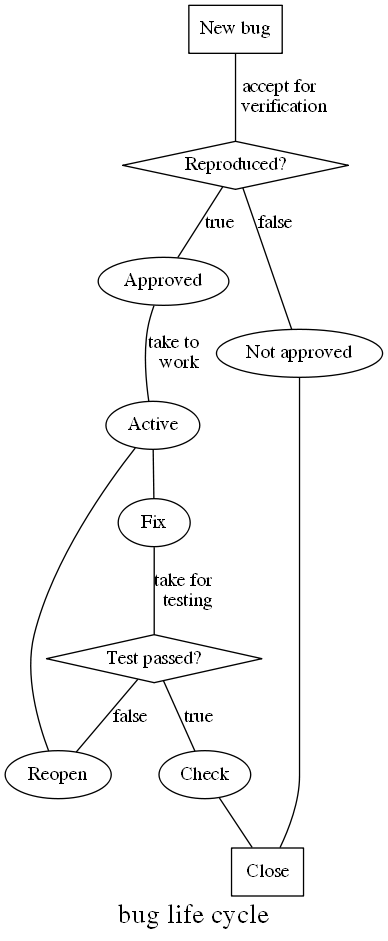 New bug
accept for
verification
Reproduced?
true
false
Approved
take to
work
Not approved
Active
Fix
take for
testing
Test passed?
false
true
Reopen
Check
Close
bug life cycle